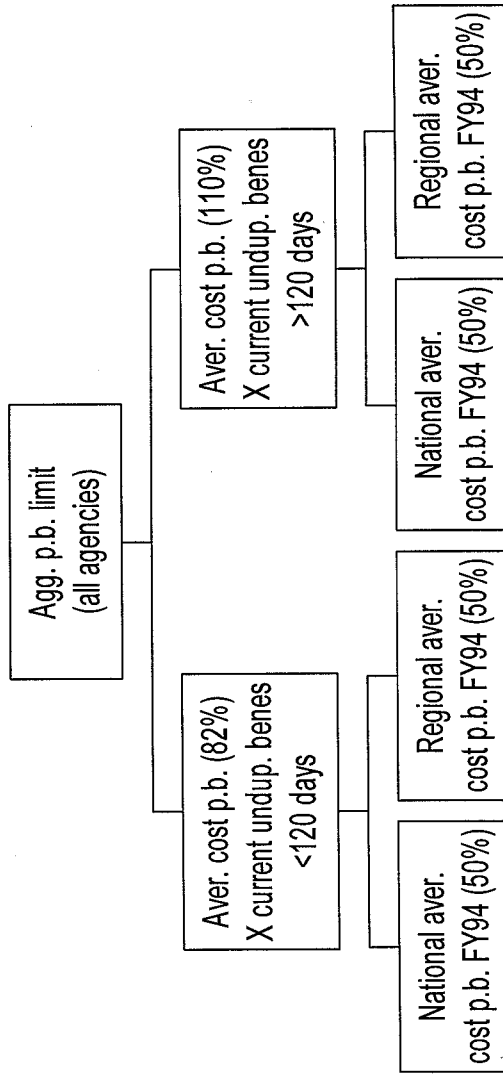 Agg. p.b. limit
(all agencies)
Aver. cost p.b. (82%)
X current undup. benes
<120 days
Aver. cost p.b. (110%)
X current undup. benes
>120 days
National aver.
cost p.b. FY94 (50%)
Regional aver.
cost p.b. FY94 (50%)
National aver.
cost p.b. FY94 (50%)
Regional aver.
cost p.b. FY94 (50%)